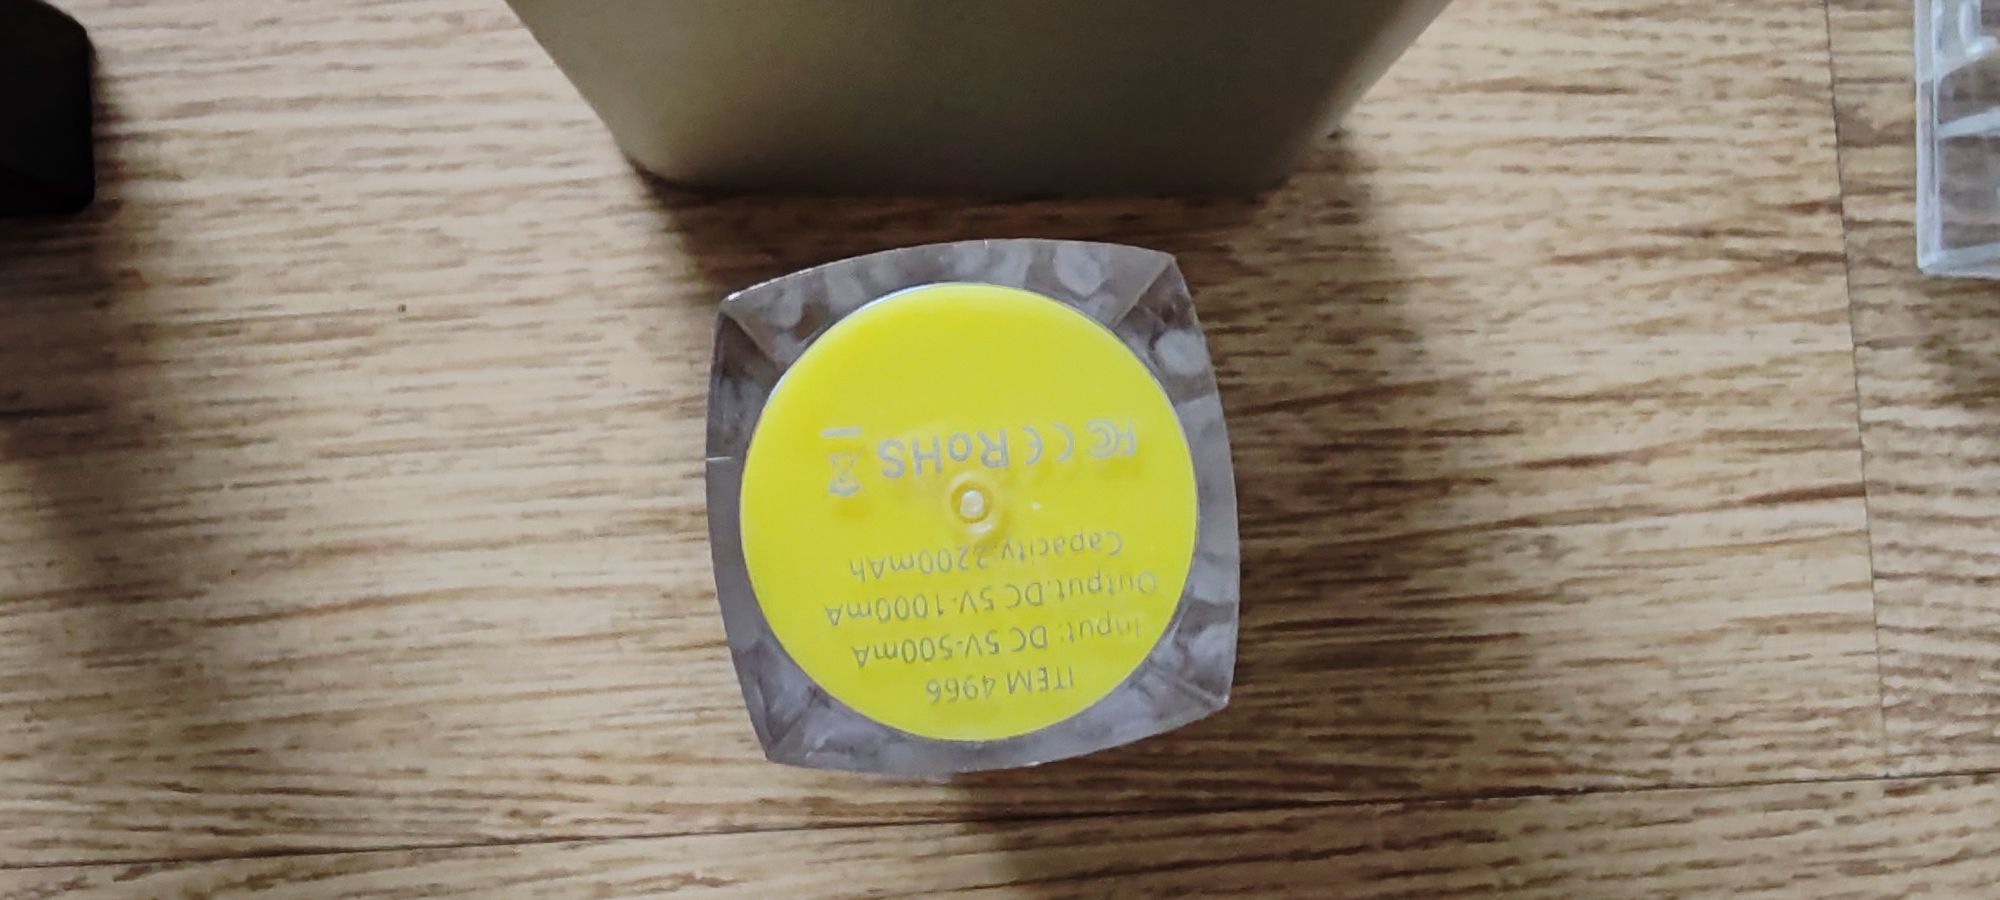 ITEM 4966
Input: DC 5V-500mA
Output:DC 5V-1000mA
Capacity:2200mAh
FC CE RoHS